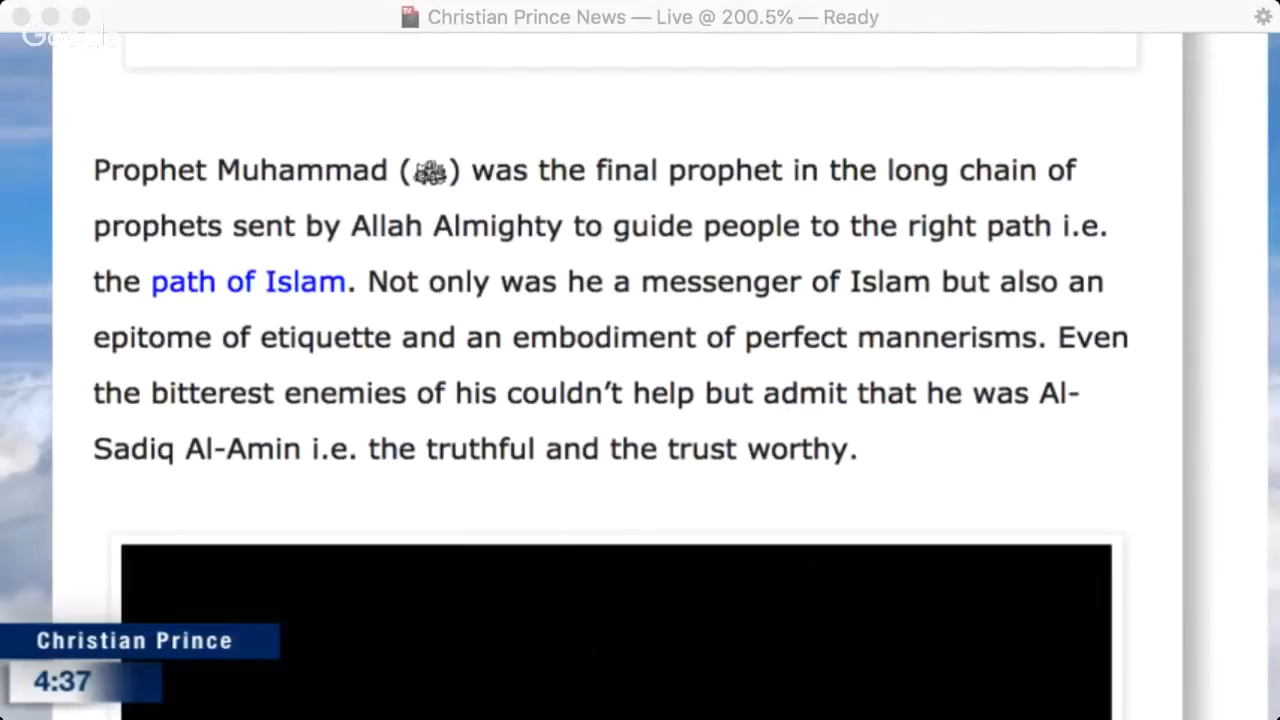 Christian Prince News — Live @ 200.5% — Ready
Google
Prophet Muhammad (ﷺ) was the final prophet in the long chain of
prophets sent by Allah Almighty to guide people to the right path i.e.
the path of Islam. Not only was he a messenger of Islam but also an
epitome of etiquette and an embodiment of perfect mannerisms. Even
the bitterest enemies of his couldn’t help but admit that he was Al-
Sadiq Al-Amin i.e. the truthful and the trust worthy.
Christian Prince
4:37